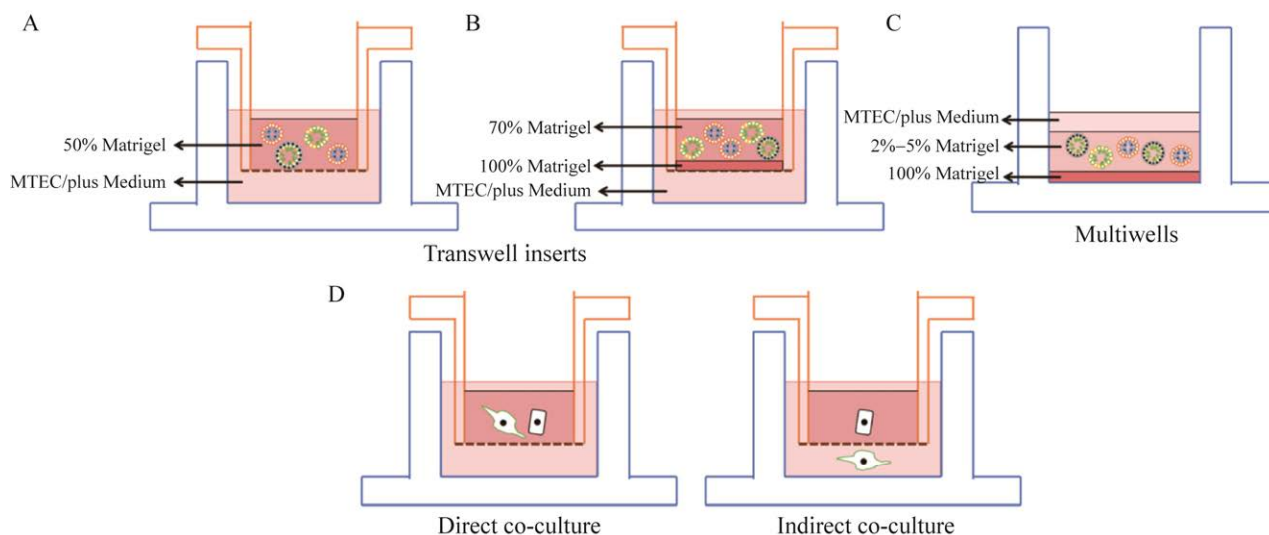 A
B
C
50% Matrigel
MTEC/plus Medium
70% Matrigel
100% Matrigel
MTEC/plus Medium
MTEC/plus Medium
2%–5% Matrigel
100% Matrigel
Transwell inserts
Multiwells
D
Direct co-culture
Indirect co-culture